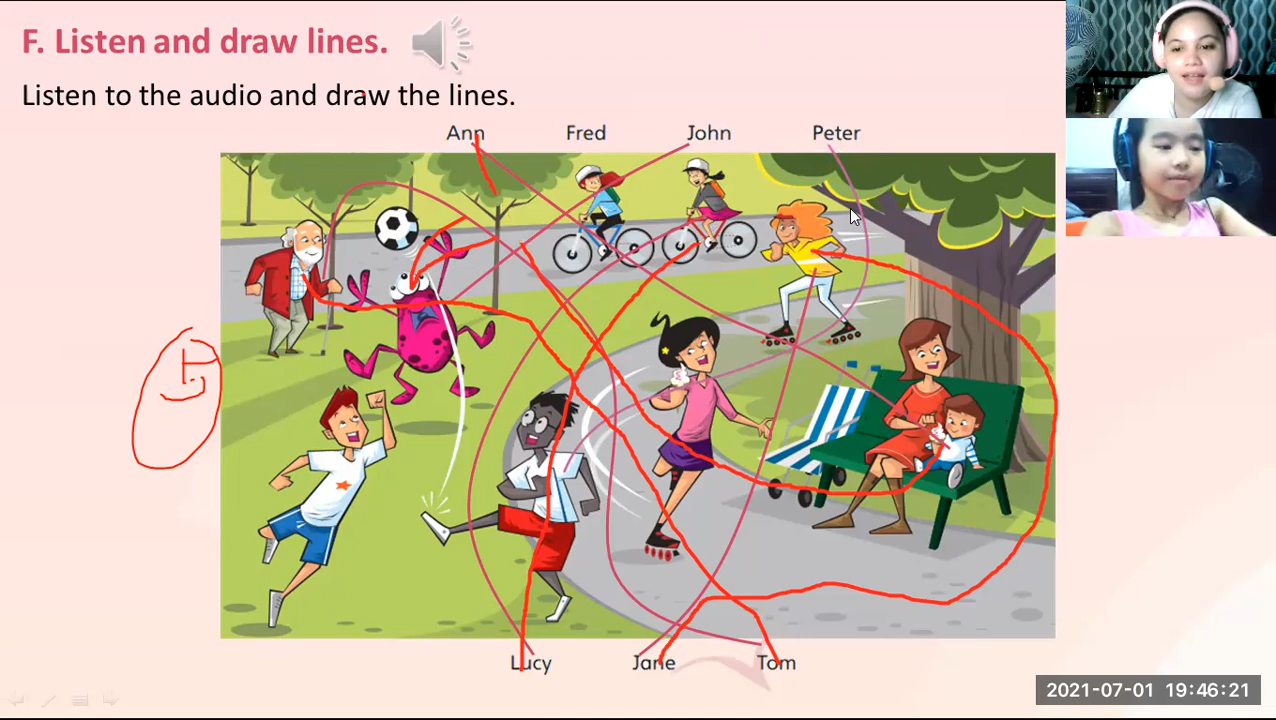 F. Listen and draw lines.
Listen to the audio and draw the lines.
Ann Fred John Peter
Lucy Jane Tom
2021-07-01 19:46:21